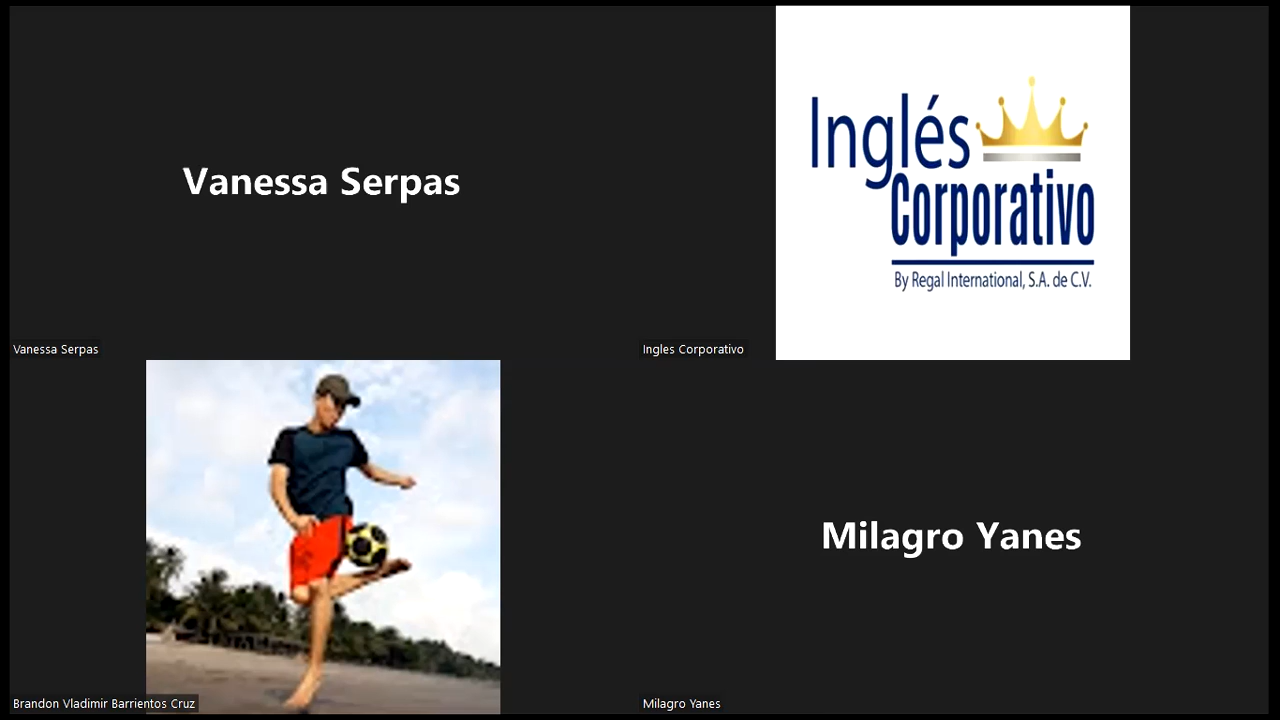 Vanessa Serpas
Inglés
Corporativo
By Regal International, S.A. de C.V.
Vanessa Serpas
Ingles Corporativo
Milagro Yanes
Brandon Vladimir Barrientos Cruz
Milagro Yanes